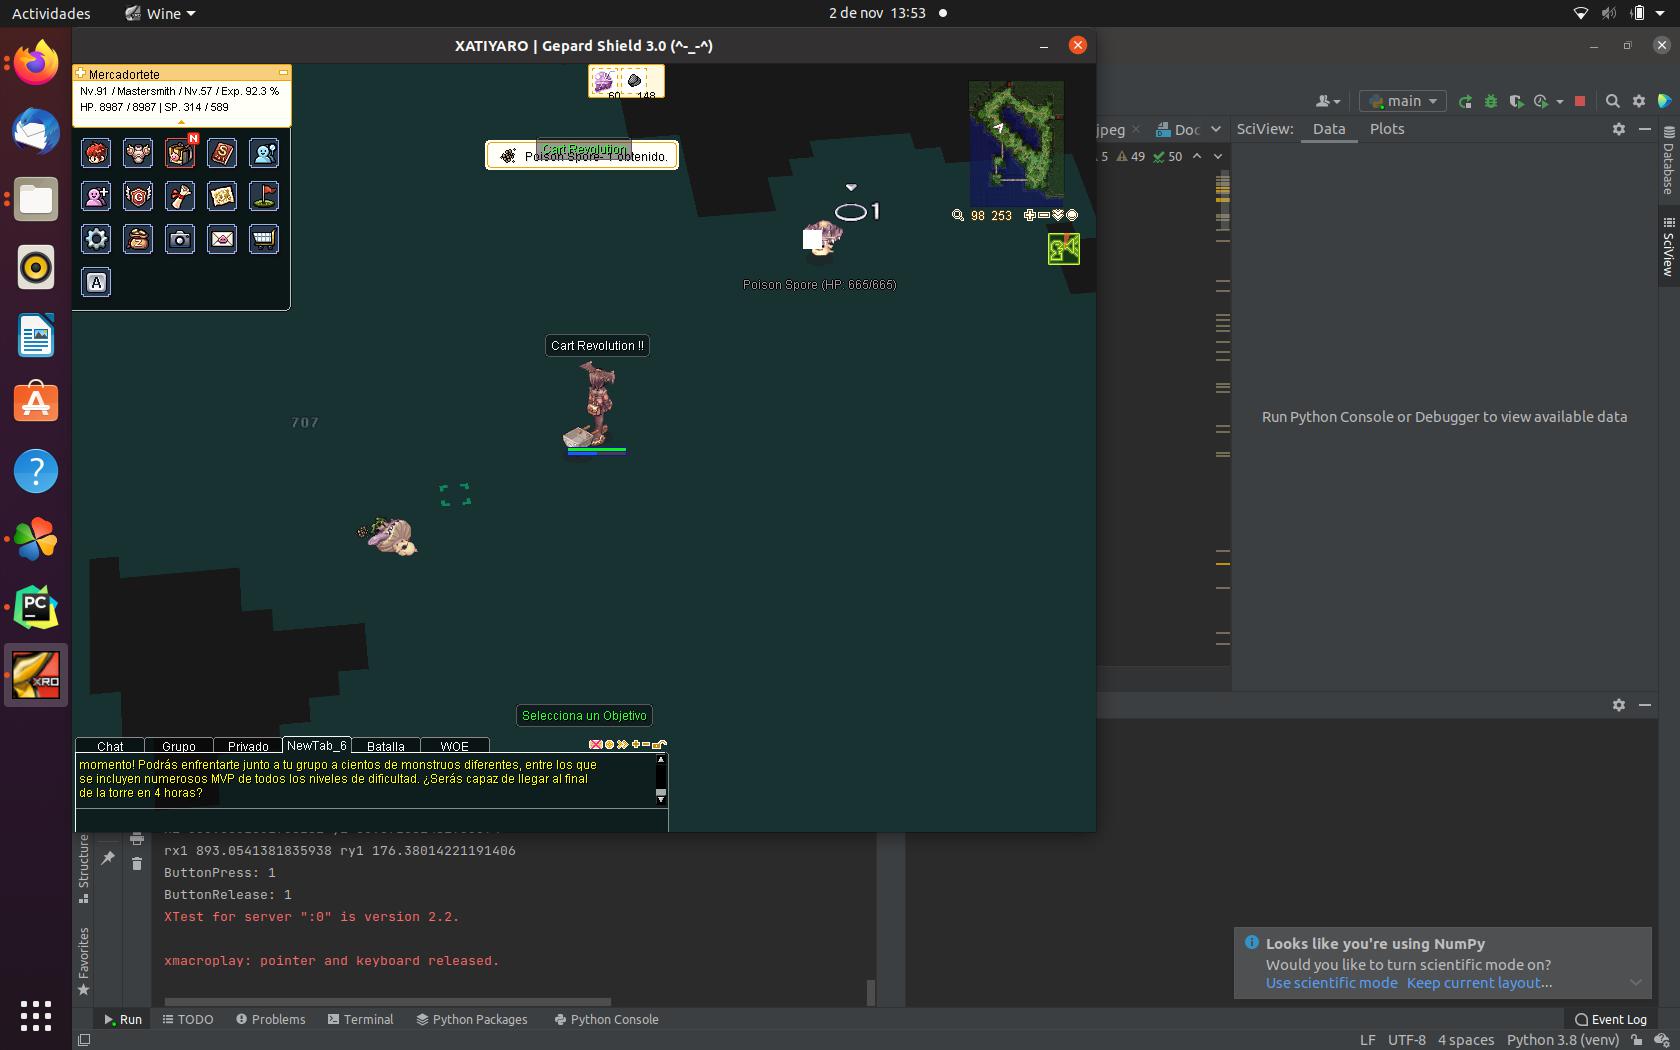 Actividades
Wine
2 de nov 13:53
XATIYARO | Gepard Shield 3.0 (^-_-^)
Mercadortete
Nv.91 / Mastersmith / Nv.57 / Exp. 92.3 %
HP. 8987 / 8987 | SP. 314 / 589
N
A
60 148
Cart Revolution
Poison Spore- 1 obtenido.
1
Poison Spore (HP: 665/665)
98 253
Cart Revolution !!
707
Selecciona un Objetivo
Chat Grupo Privado NewTab_6 Batalla WOE
momento! Podrás enfrentarte junto a tu grupo a cientos de monstruos diferentes, entre los que
se incluyen numerosos MVP de todos los niveles de dificultad. ¿Serás capaz de llegar al final
de la torre en 4 horas?
main
jpeg
Doc
SciView: Data Plots
5 49 50
Database
SciView
Run Python Console or Debugger to view available data
PC
XRO
Structure
Favorites
rx1 893.0541381835938 ry1 176.38014221191406
ButtonPress: 1
ButtonRelease: 1
XTest for server ":0" is version 2.2.
xmacroplay: pointer and keyboard released.
Looks like you're using NumPy
Would you like to turn scientific mode on?
Use scientific mode Keep current layout...
Run TODO Problems Terminal Python Packages Python Console
Event Log
LF UTF-8 4 spaces Python 3.8 (venv)